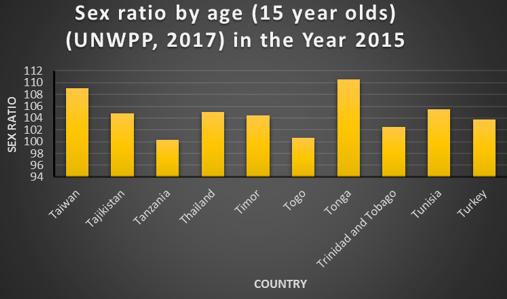 Sex ratio by age (15 year olds)
(UNWPP, 2017) in the Year 2015
SEX RATIO
112
110
108
106
104
102
100
98
96
94
Taiwan
Tajikistan
Tanzania
Thailand
Timor
Togo
Tonga
Trinidad and Tobago
Tunisia
Turkey
COUNTRY